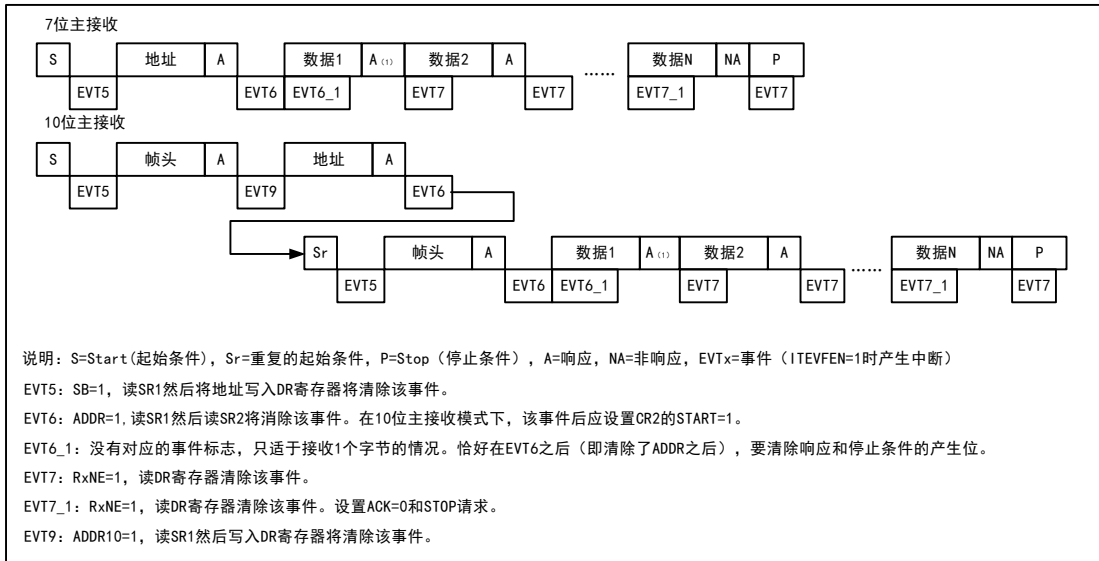 7位主接收
S 地址 A 数据1 A(1) 数据2 A …… 数据N NA P
EVT5 EVT6 EVT6_1 EVT7 EVT7 EVT7_1 EVT7
10位主接收
S 帧头 A 地址 A
EVT5 EVT9 EVT6
Sr 帧头 A 数据1 A(1) 数据2 A …… 数据N NA P
EVT5 EVT6 EVT6_1 EVT7 EVT7 EVT7_1 EVT7
说明：S=Start(起始条件)，Sr=重复的起始条件，P=Stop（停止条件），A=响应，NA=非响应，EVTx=事件（ITEVFEN=1时产生中断）
EVT5：SB=1，读SR1然后将地址写入DR寄存器将清除该事件。
EVT6：ADDR=1,读SR1然后读SR2将消除该事件。在10位主接收模式下，该事件后应设置CR2的START=1。
EVT6_1：没有对应的事件标志，只适于接收1个字节的情况。恰好在EVT6之后（即清除了ADDR之后），要清除响应和停止条件的产生位。
EVT7：RxNE=1，读DR寄存器清除该事件。
EVT7_1：RxNE=1，读DR寄存器清除该事件。设置ACK=0和STOP请求。
EVT9：ADDR10=1，读SR1然后写入DR寄存器将清除该事件。